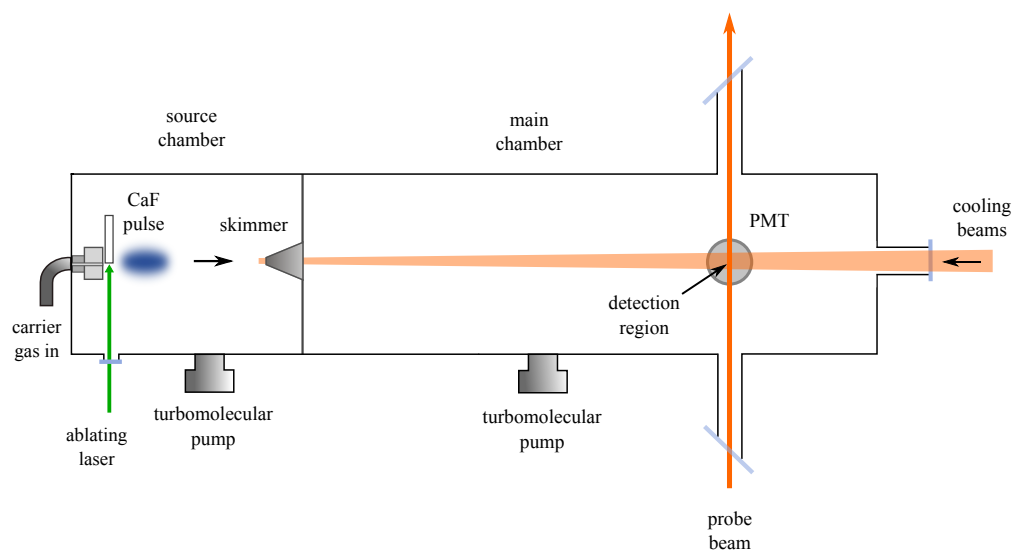 source
chamber
main
chamber
CaF
pulse
skimmer
PMT
cooling
beams
detection
region
carrier
gas in
turbomolecular
pump
turbomolecular
pump
ablating
laser
probe
beam